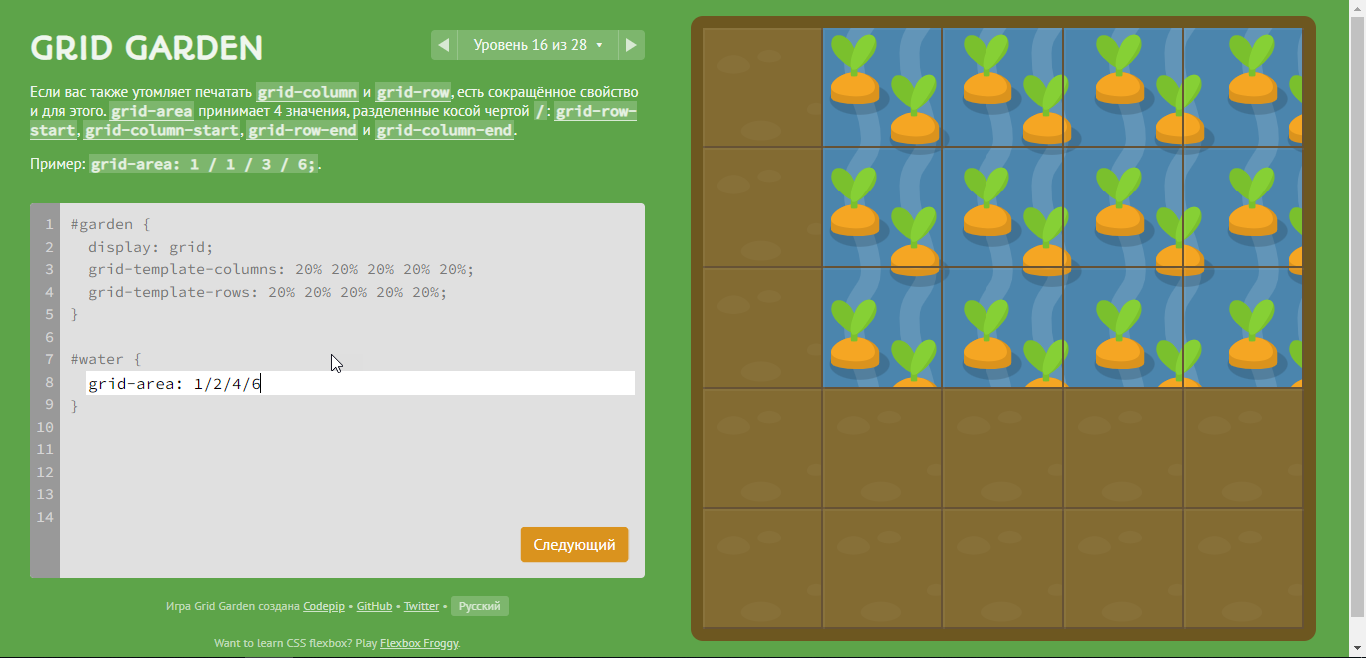 GRID GARDEN
Уровень 16 из 28
Если вас также утомляет печатать grid-column и grid-row, есть сокращённое свойство
и для этого. grid-area принимает 4 значения, разделенные косой чертой /: grid-row-
start, grid-column-start, grid-row-end и grid-column-end.
Пример: grid-area: 1 / 1 / 3 / 6;.
1 #garden {
2 display: grid;
3 grid-template-columns: 20% 20% 20% 20% 20%;
4 grid-template-rows: 20% 20% 20% 20% 20%;
5 }
6
7 #water {
8 grid-area: 1/2/4/6
9 }
10
11
12
13
14
Следующий
Игра Grid Garden создана Codepip • GitHub • Twitter • Русский
Want to learn CSS flexbox? Play Flexbox Froggy.